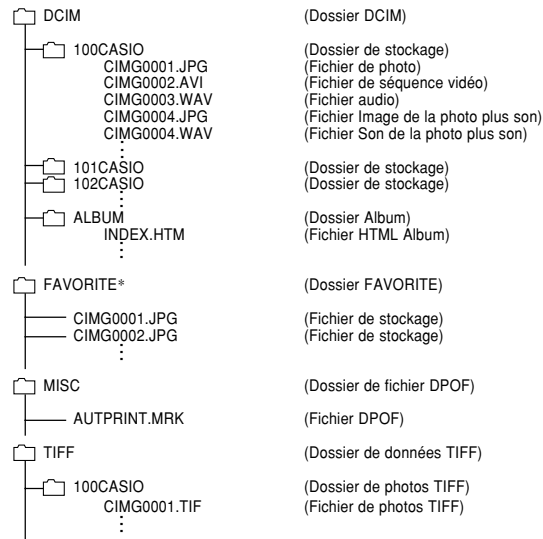 DCIM (Dossier DCIM)
100CASIO (Dossier de stockage)
CIMG0001.JPG (Fichier de photo)
CIMG0002.AVI (Fichier de séquence vidéo)
CIMG0003.WAV (Fichier audio)
CIMG0004.JPG (Fichier Image de la photo plus son)
CIMG0004.WAV (Fichier Son de la photo plus son)
101CASIO (Dossier de stockage)
102CASIO (Dossier de stockage)
ALBUM (Dossier Album)
INDEX.HTM (Fichier HTML Album)
FAVORITE* (Dossier FAVORITE)
CIMG0001.JPG (Fichier de stockage)
CIMG0002.JPG (Fichier de stockage)
MISC (Dossier de fichier DPOF)
AUTPRINT.MRK (Fichier DPOF)
TIFF (Dossier de données TIFF)
100CASIO (Dossier de photos TIFF)
CIMG0001.TIF (Fichier de photos TIFF)